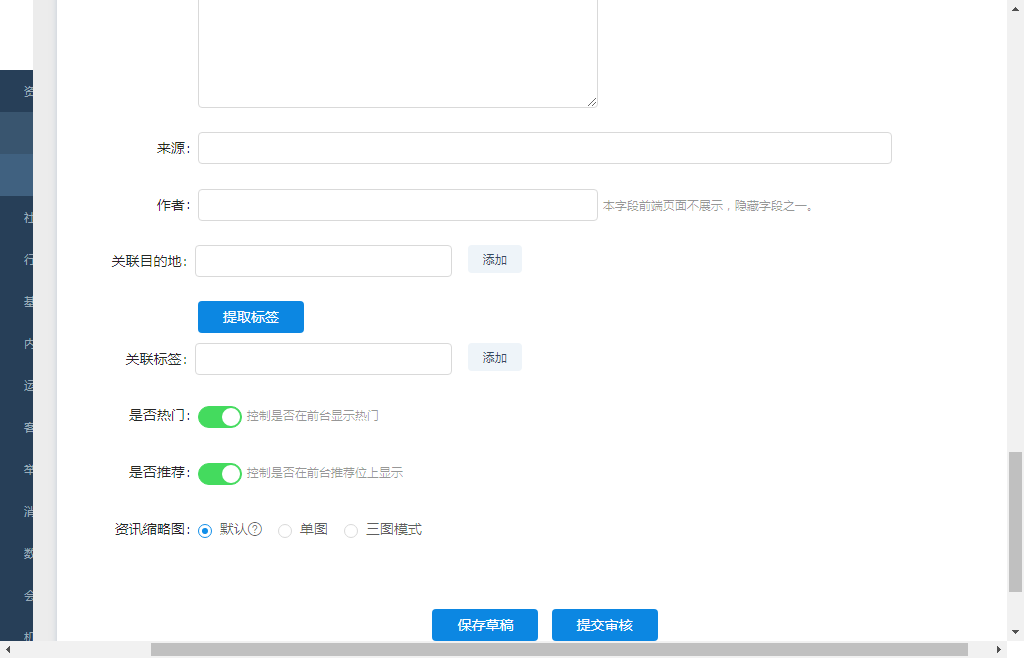 资
社
行
基
内
运
客
举
消
数
会
机
来源:
作者: 本字段前端页面不展示，隐藏字段之一。
关联目的地: 添加
提取标签
关联标签: 添加
是否热门: 控制是否在前台显示热门
是否推荐: 控制是否在前台推荐位上显示
资讯缩略图: 默认? 单图 三图模式
保存草稿 提交审核